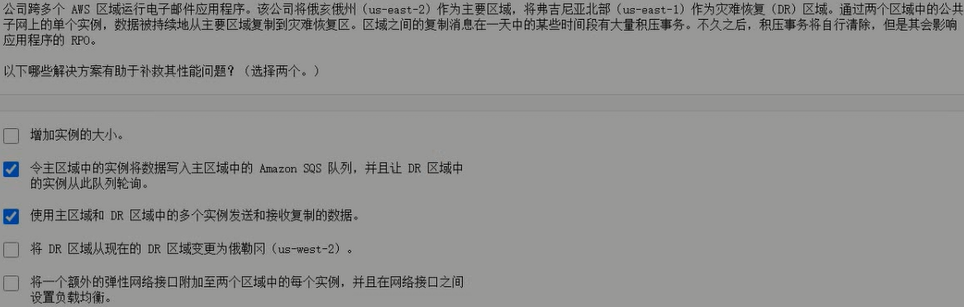 公司跨多个 AWS 区域运行电子邮件应用程序。该公司将俄亥俄州（us-east-2）作为主要区域，将弗吉尼亚北部（us-east-1）作为灾难恢复（DR）区域。通过两个区域中的公共
子网上的单个实例，数据被持续地从主要区域复制到灾难恢复区。区域之间的复制消息在一天中的某些时间段有大量积压事务。不久之后，积压事务将自行清除，但是其会影响
应用程序的 RPO。
以下哪些解决方案有助于补救其性能问题？（选择两个。）
增加实例的大小。
令主区域中的实例将数据写入主区域中的 Amazon SQS 队列，并且让 DR 区域中
的实例从此队列轮询。
使用主区域和 DR 区域中的多个实例发送和接收复制的数据。
将 DR 区域从现在的 DR 区域变更为俄勒冈（us-west-2）。
将一个额外的弹性网络接口附加至两个区域中的每个实例，并且在网络接口之间
设置负载均衡。